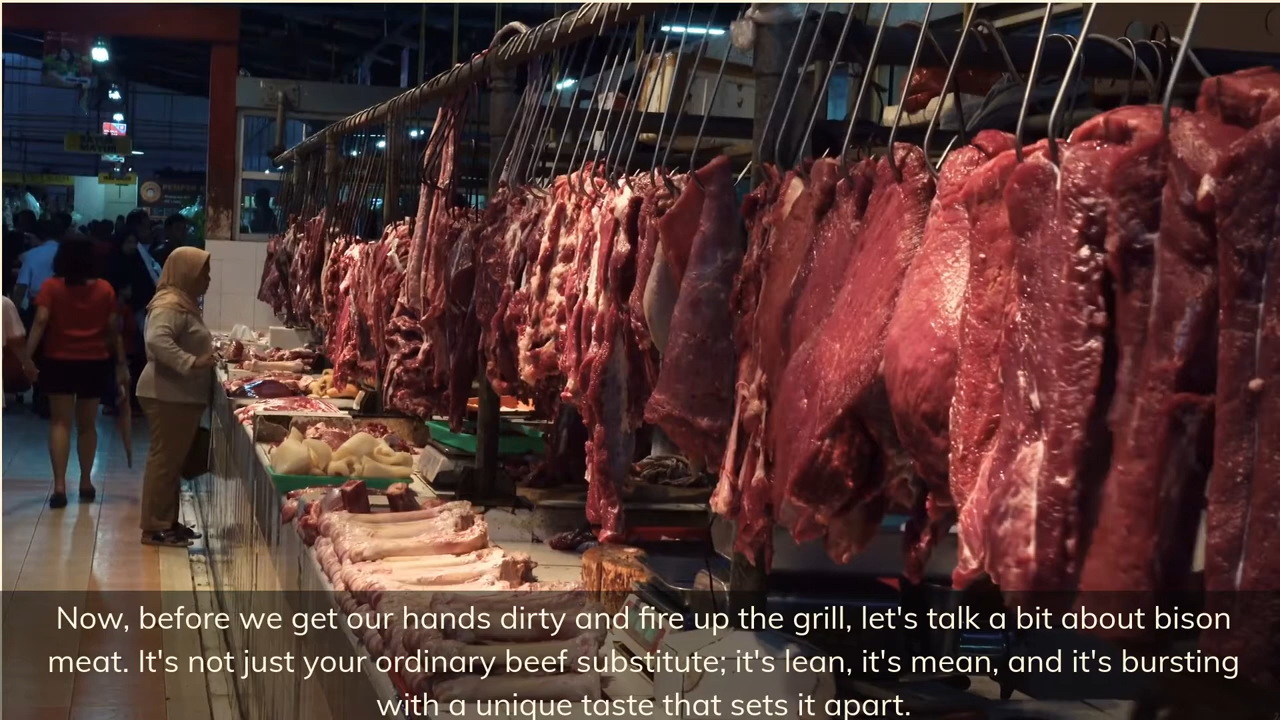 Now, before we get our hands dirty and fire up the grill, let's talk a bit about bison
meat. It's not just your ordinary beef substitute; it's lean, it's mean, and it's bursting
with a unique taste that sets it apart.